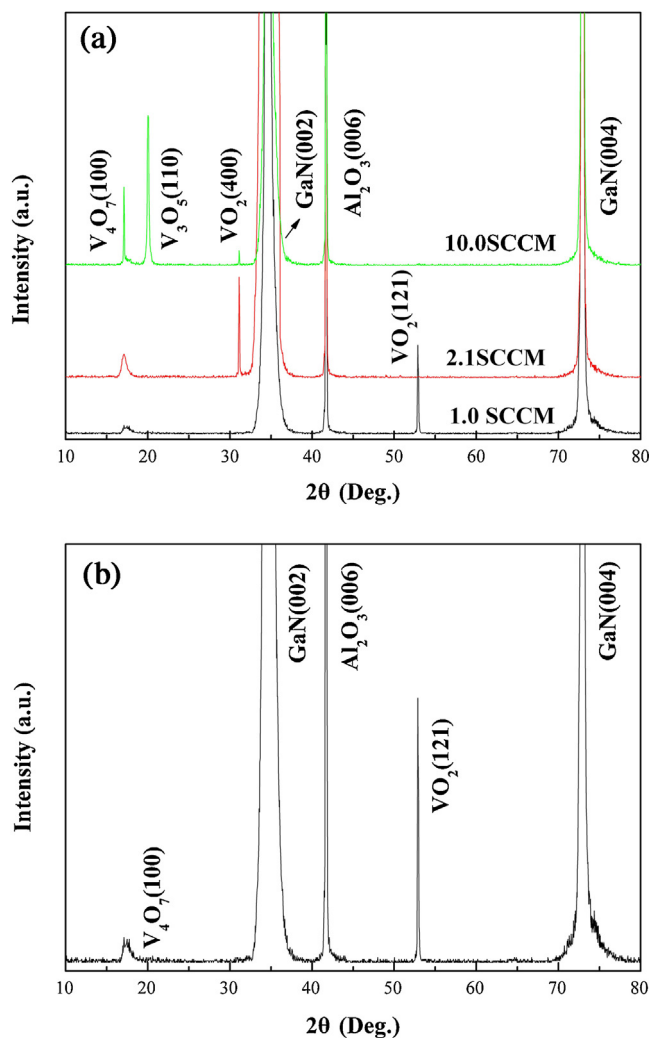 (a)
Intensity (a.u.)
V₄O₇(100)
V₃O₅(110)
VO₂(400)
GaN(002)
Al₂O₃(006)
VO₂(121)
GaN(004)
10.0SCCM
2.1SCCM
1.0 SCCM
10 20 30 40 50 60 70 80
2θ (Deg.)
(b)
Intensity (a.u.)
V₄O₇(100)
GaN(002)
Al₂O₃(006)
VO₂(121)
GaN(004)
10 20 30 40 50 60 70 80
2θ (Deg.)